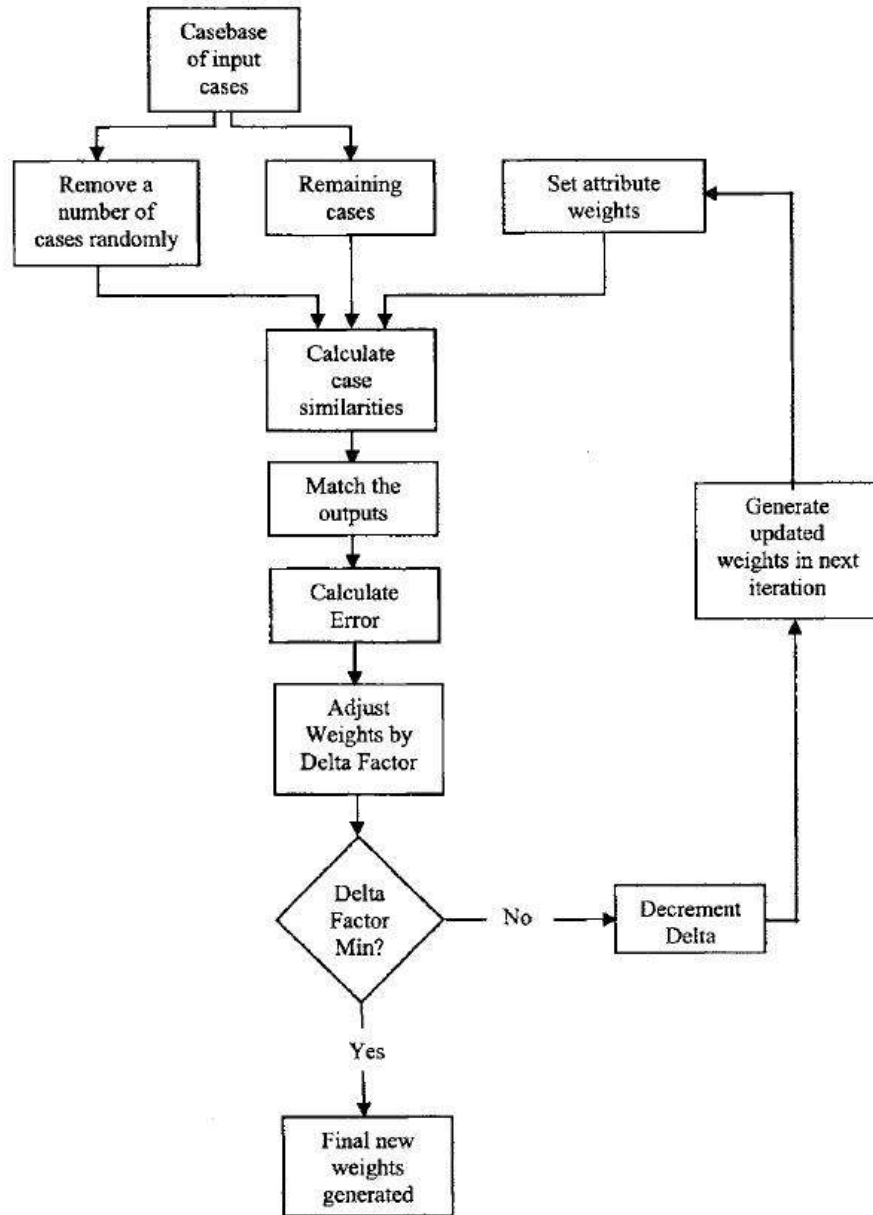 Casebase
of input
cases
Remove a
number of
cases randomly
Remaining
cases
Set attribute
weights
Calculate
case
similarities
Match the
outputs
Generate
updated
weights in next
iteration
Calculate
Error
Adjust
Weights by
Delta Factor
Delta
Factor
Min?
No
Decrement
Delta
Yes
Final new
weights
generated